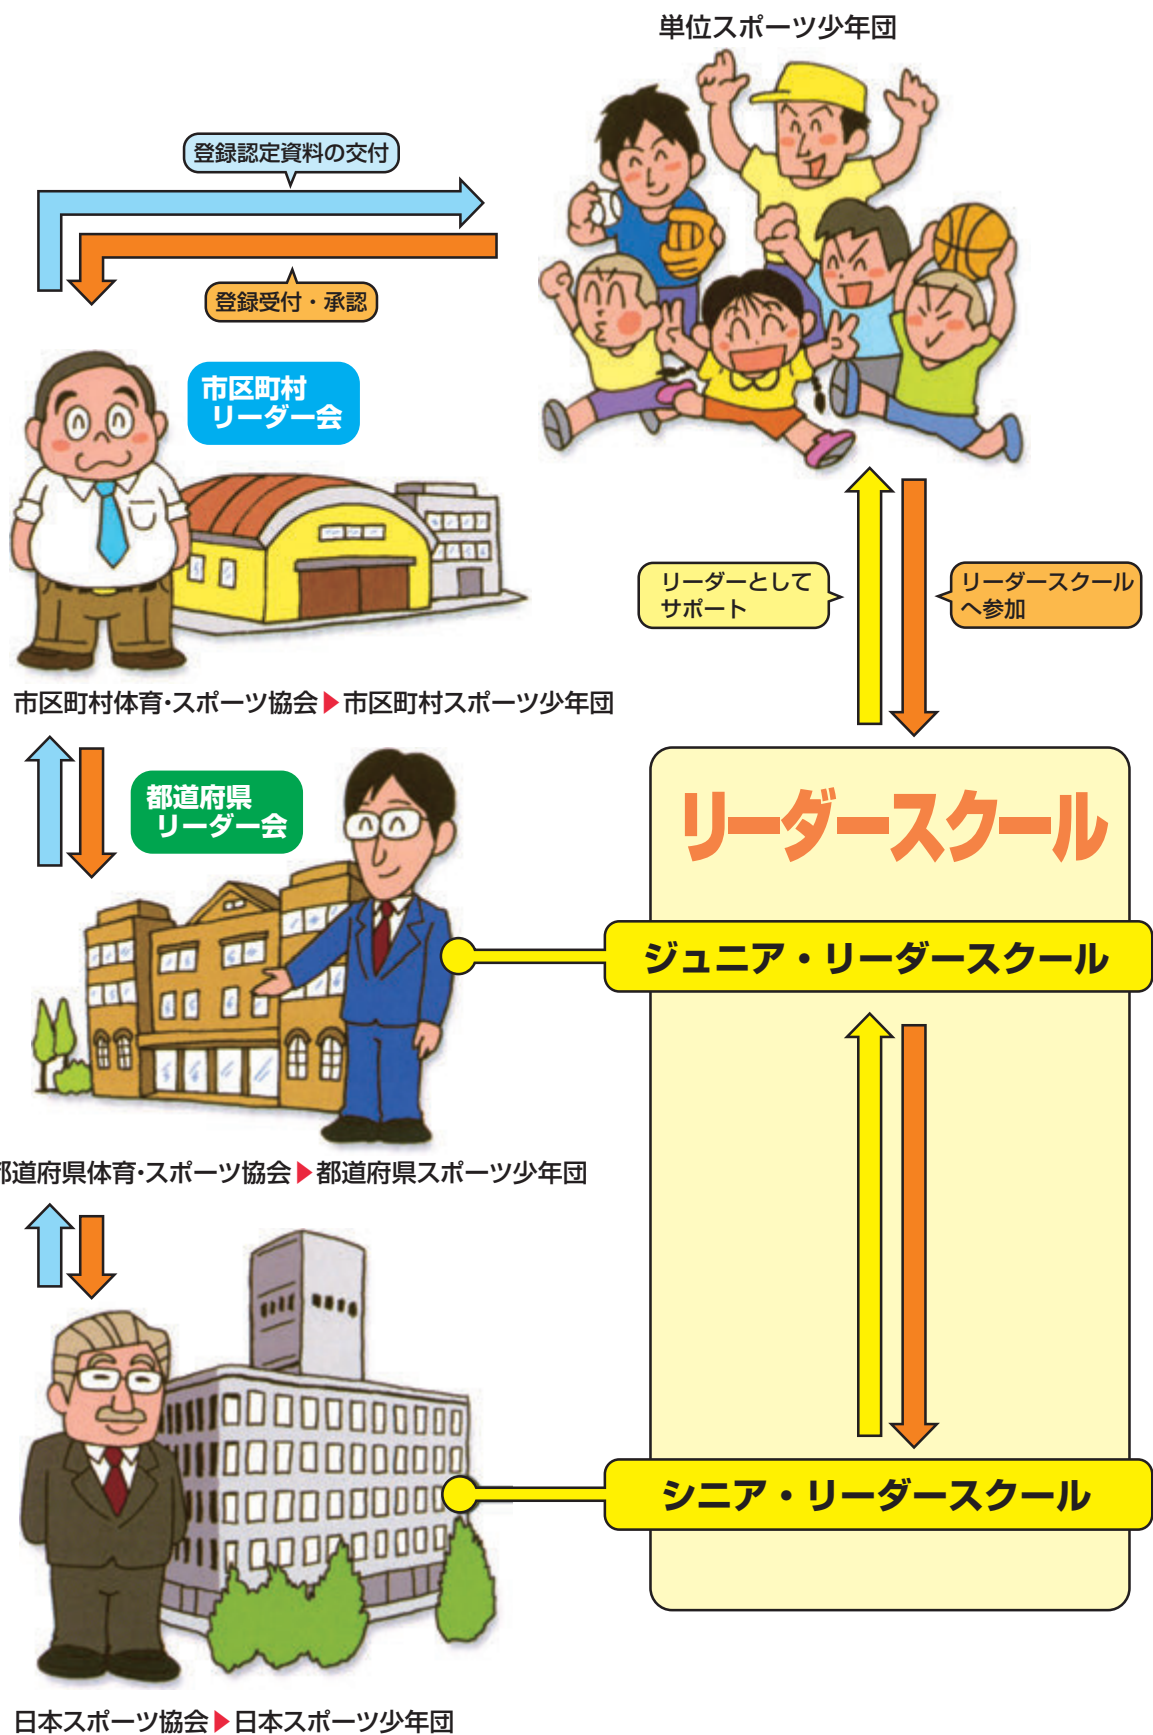 単位スポーツ少年団
登録認定資料の交付
登録受付・承認
市区町村
リーダー会
リーダーとして
サポート
リーダースクール
へ参加
市区町村体育・スポーツ協会▶市区町村スポーツ少年団
都道府県
リーダー会
リーダースクール
ジュニア・リーダースクール
都道府県体育・スポーツ協会▶都道府県スポーツ少年団
シニア・リーダースクール
日本スポーツ協会▶日本スポーツ少年団